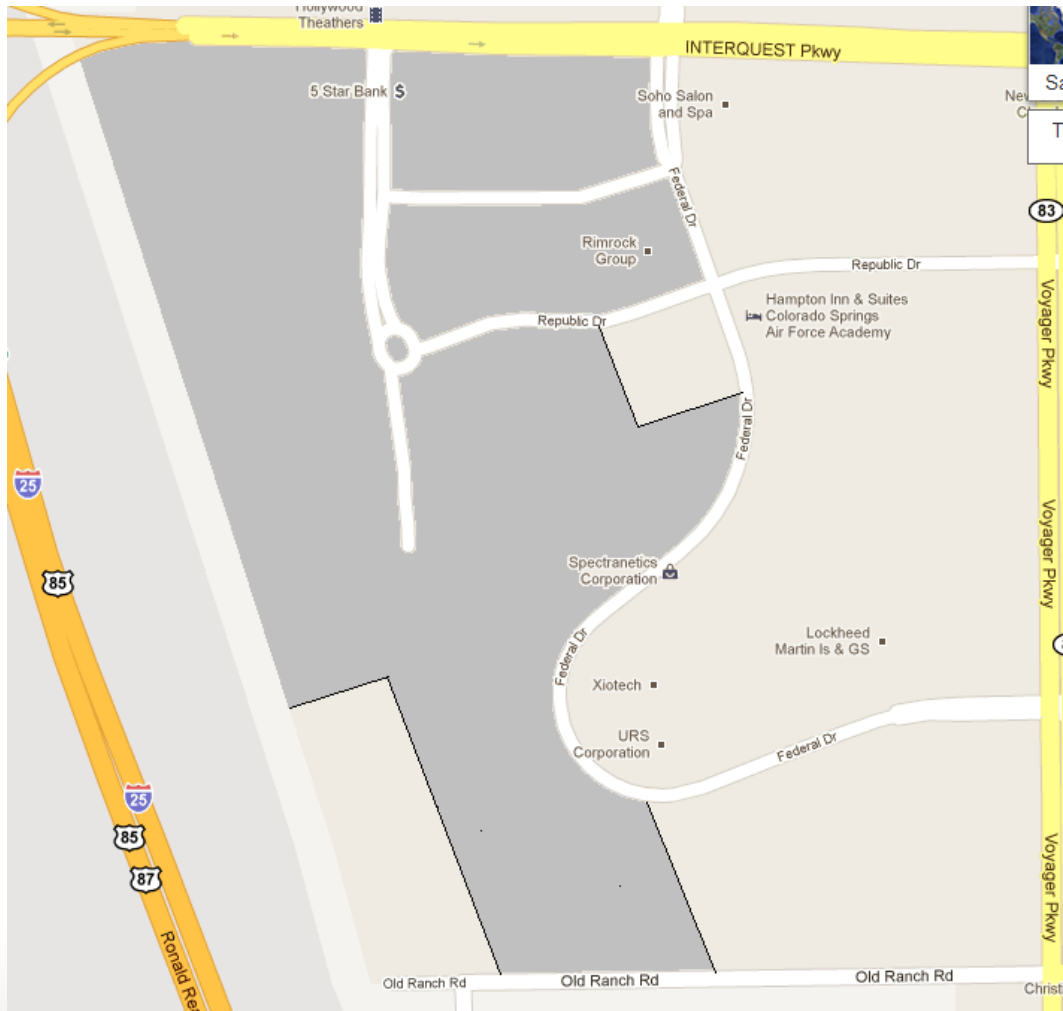 Hollywood
Theathers
INTERQUEST Pkwy
5 Star Bank $
Soho Salon
and Spa
Federal Dr
83
Rimrock
Group
Republic Dr
Hampton Inn & Suites
Colorado Springs
Air Force Academy
Republic Dr
Voyager Pkwy
Federal Dr
25
Voyager Pkwy
Spectranetics
Corporation
85
Federal Dr
Lockheed
Martin Is & GS
Xiotech
URS
Corporation
Federal Dr
25
85
87
Voyager Pkwy
Old Ranch Rd
Old Ranch Rd
Old Ranch Rd